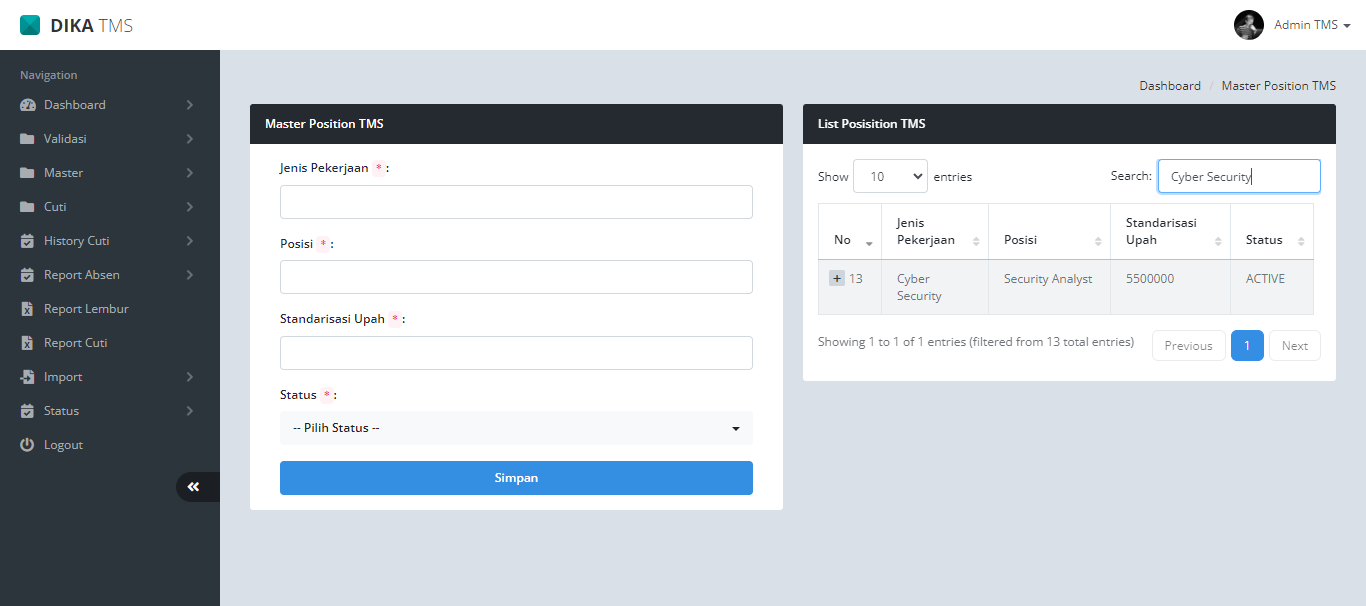 DIKA TMS
Admin TMS
Navigation
Dashboard
Validasi
Master
Cuti
History Cuti
Report Absen
Report Lembur
Report Cuti
Import
Status
Logout
Dashboard / Master Position TMS
Master Position TMS
Jenis Pekerjaan * :
Posisi * :
Standarisasi Upah * :
Status * :
-- Pilih Status --
Simpan
List Posisition TMS
Show 10 entries
Search: Cyber Security
No
Jenis
Pekerjaan
Posisi
Standarisasi
Upah
Status
+ 13
Cyber
Security
Security Analyst
5500000
ACTIVE
Showing 1 to 1 of 1 entries (filtered from 13 total entries)
Previous 1 Next